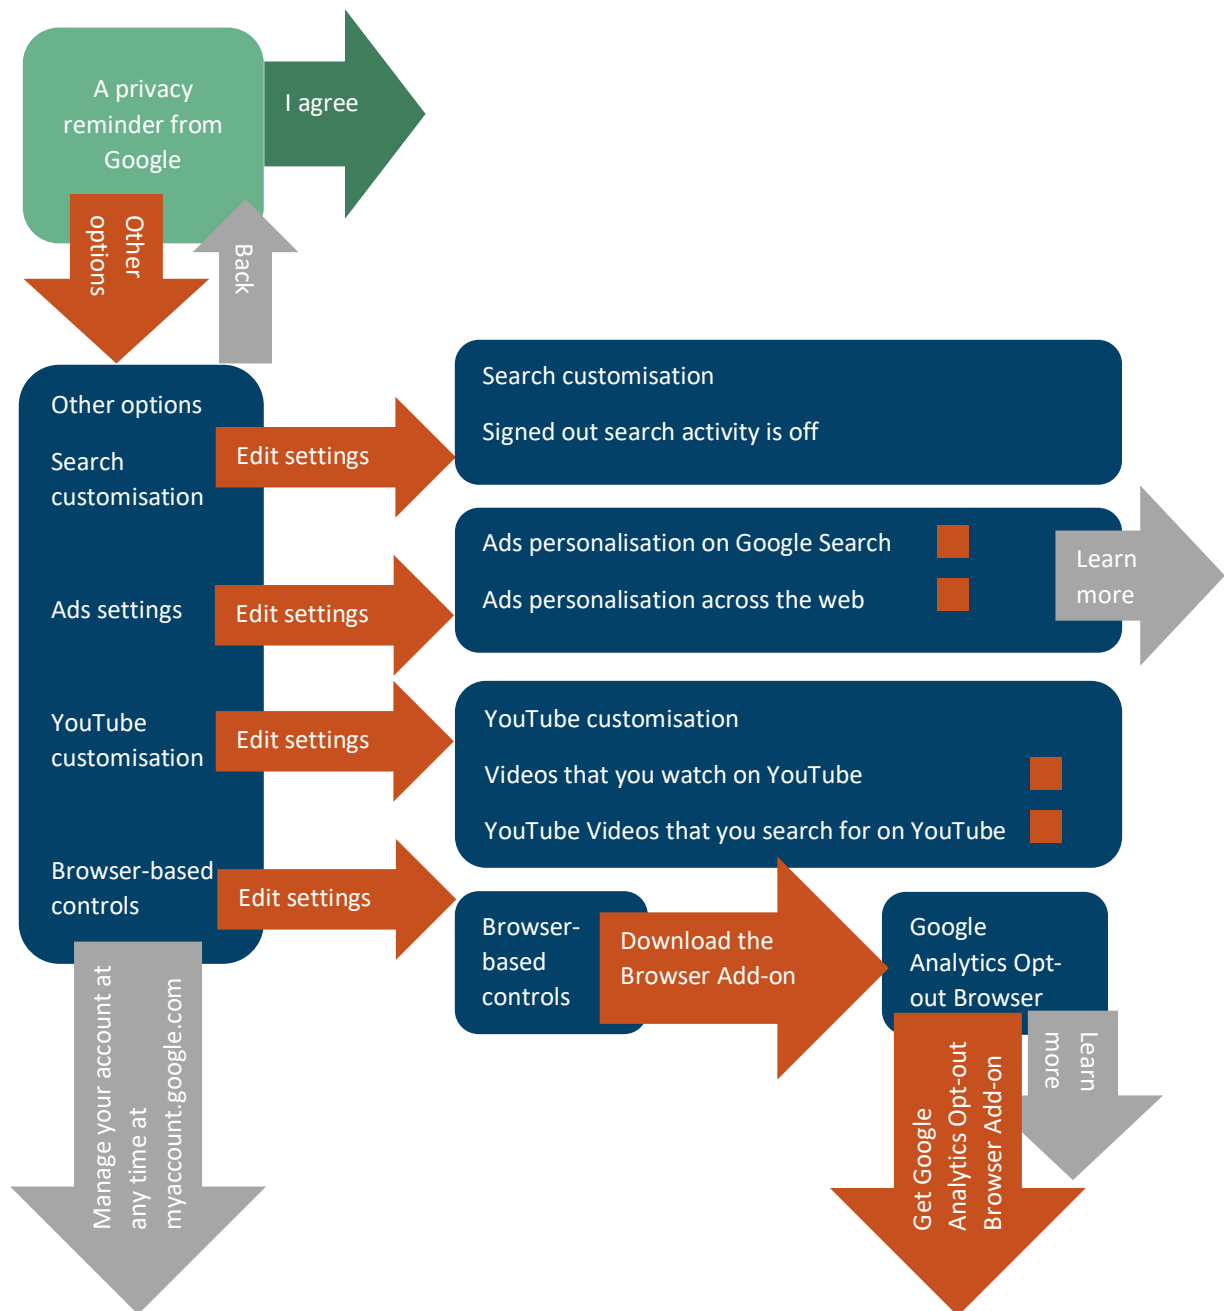 A privacy
reminder from
Google
I agree
Other
options
Back
Other options
Search
customisation
Edit settings
Search customisation
Signed out search activity is off
Ads settings
Edit settings
Ads personalisation on Google Search
Ads personalisation across the web
Learn
more
YouTube
customisation
Edit settings
YouTube customisation
Videos that you watch on YouTube
YouTube Videos that you search for on YouTube
Browser-based
controls
Edit settings
Browser-
based
controls
Download the
Browser Add-on
Google
Analytics Opt-
out Browser
Manage your account at
any time at
myaccount.google.com
Get Google
Analytics Opt-out
Browser Add-on
Learn
more